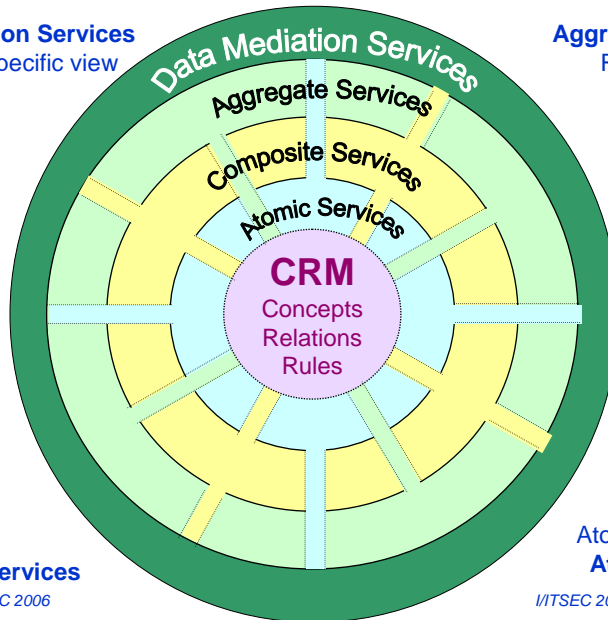 on Services
pecific view
Aggr
F
Data Mediation Services
Aggregate Services
Composite Services
Atomic Services
CRM
Concepts
Relations
Rules
ervices
C 2006
Ato
A
I/ITSEC 20